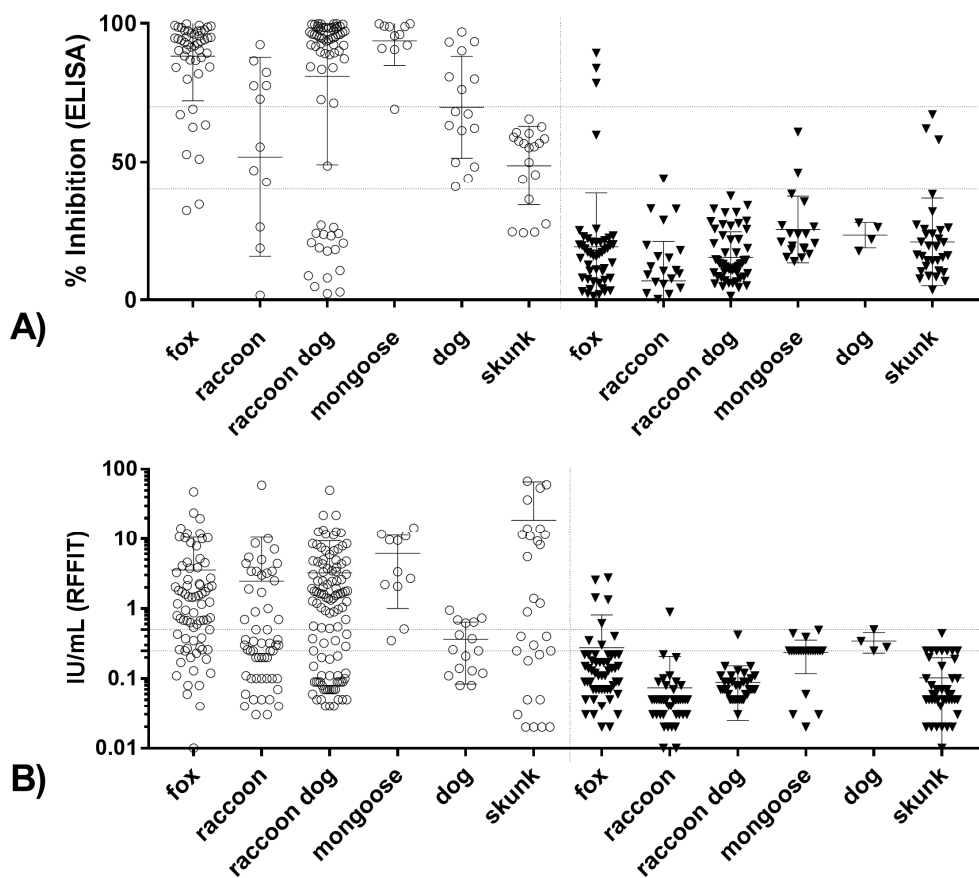 % Inhibition (ELISA)
100
50
0
fox
raccoon
raccoon dog
mongoose
dog
skunk
fox
raccoon
raccoon dog
mongoose
dog
skunk
A)
IU/mL (RFFIT)
100
10
1
0.1
0.01
fox
raccoon
raccoon dog
mongoose
dog
skunk
fox
raccoon
raccoon dog
mongoose
dog
skunk
B)